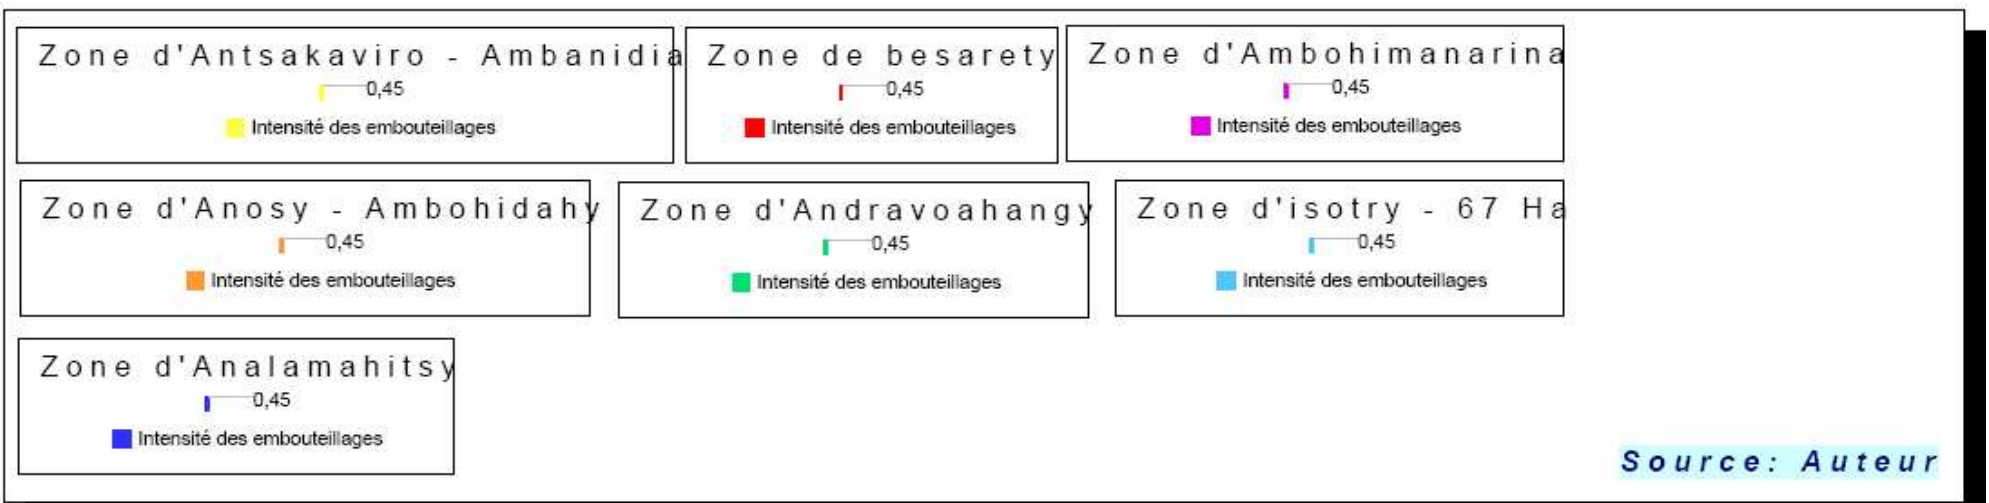 Zone d'Antsakaviro - Ambanidia
0,45
Intensité des embouteillages
Zone de besarety
0,45
Intensité des embouteillages
Zone d'Ambohimanarina
0,45
Intensité des embouteillages
Zone d'Anosy - Ambohidahy
0,45
Intensité des embouteillages
Zone d'Andravoahangy
0,45
Intensité des embouteillages
Zone d'isotry - 67 Ha
0,45
Intensité des embouteillages
Zone d'Analamahitsy
0,45
Intensité des embouteillages
Source: Auteur